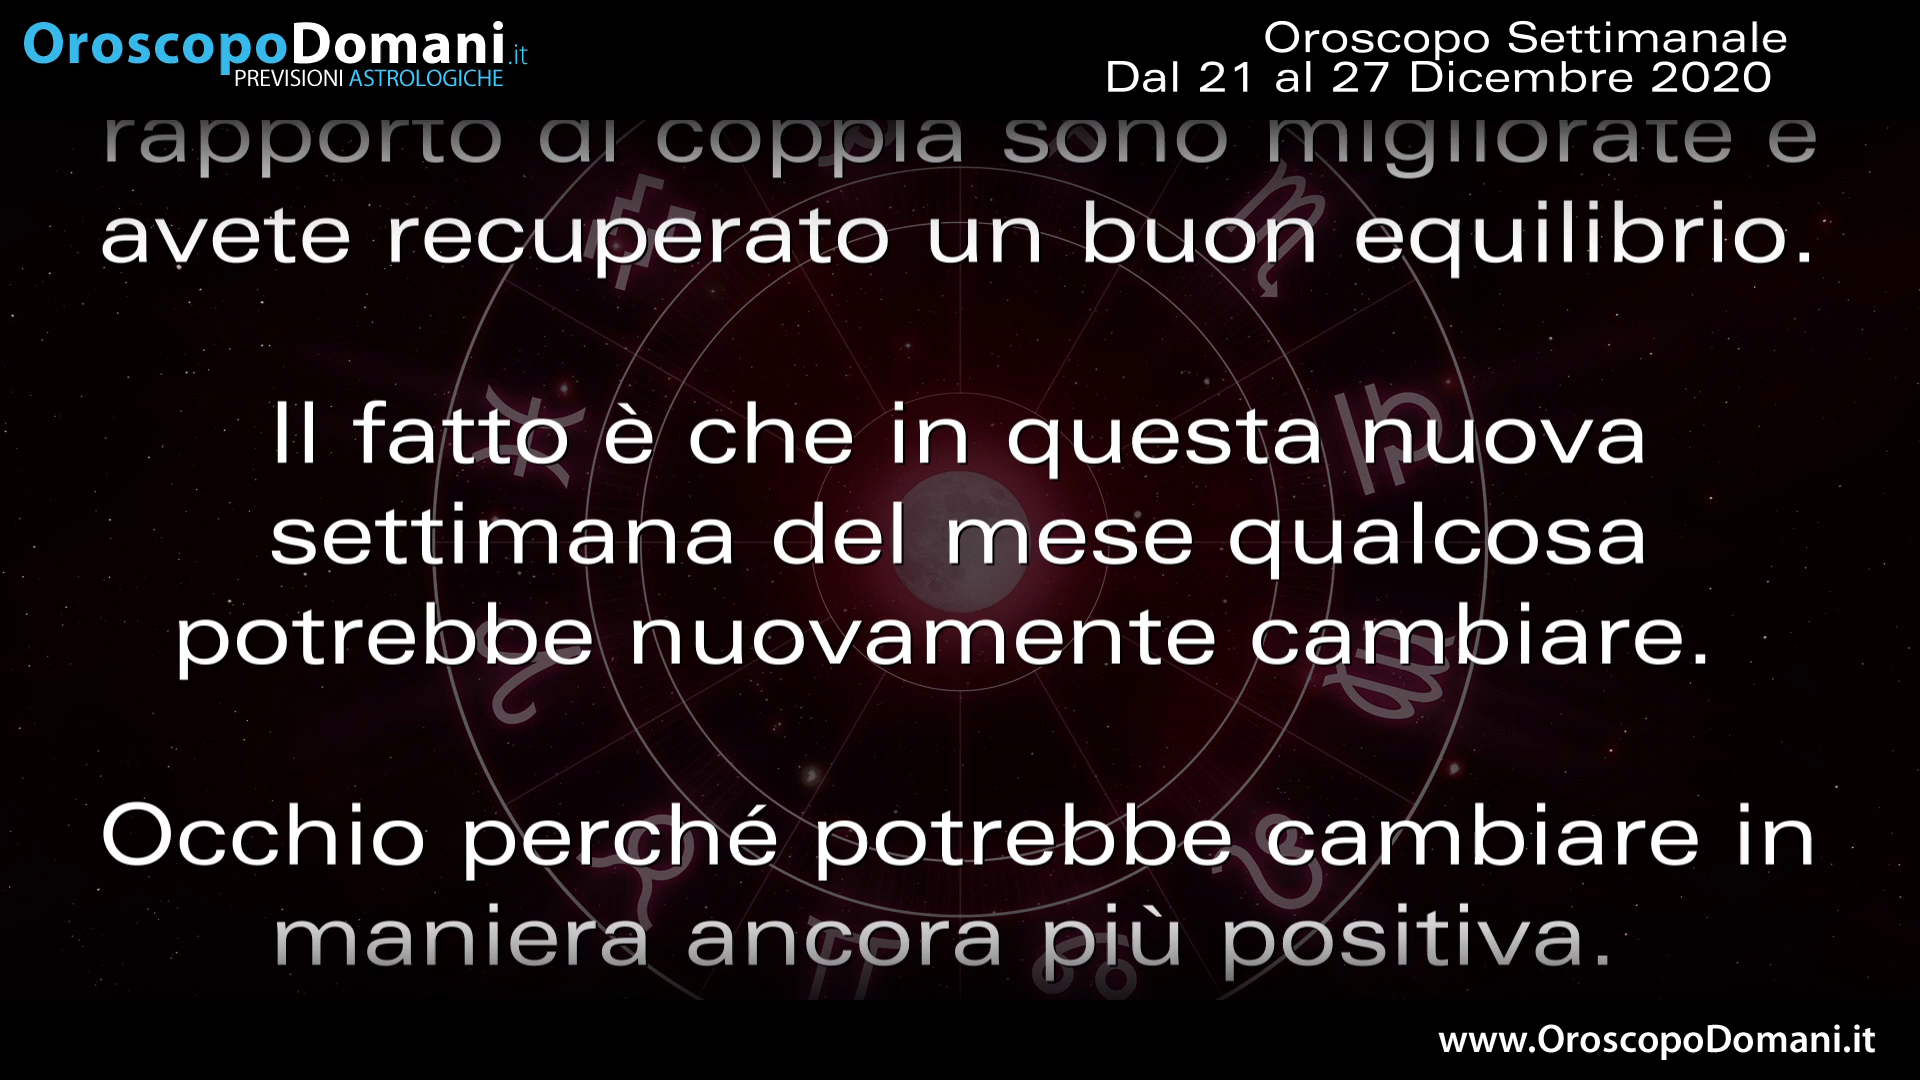 OroscopoDomani.it
PREVISIONI ASTROLOGICHE
Oroscopo Settimanale
Dal 21 al 27 Dicembre 2020
rapporto di coppia sono migliorate e
avete recuperato un buon equilibrio.
Il fatto è che in questa nuova
settimana del mese qualcosa
potrebbe nuovamente cambiare.
Occhio perché potrebbe cambiare in
maniera ancora più positiva.
www.OroscopoDomani.it